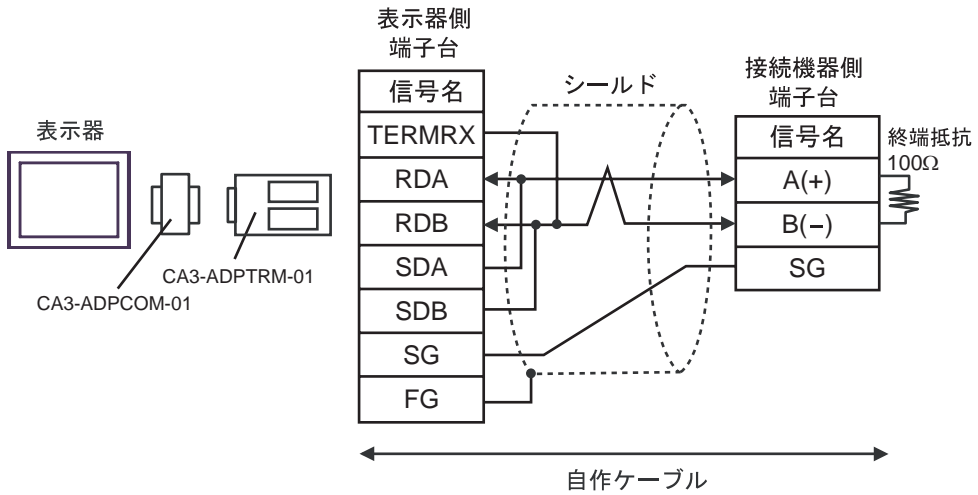 表示器
CA3-ADPCOM-01
CA3-ADPTRM-01
表示器側
端子台
信号名
TERMRX
RDA
RDB
SDA
SDB
SG
FG
シールド
接続機器側
端子台
信号名
A(+)
B(−)
SG
終端抵抗
100Ω
自作ケーブル